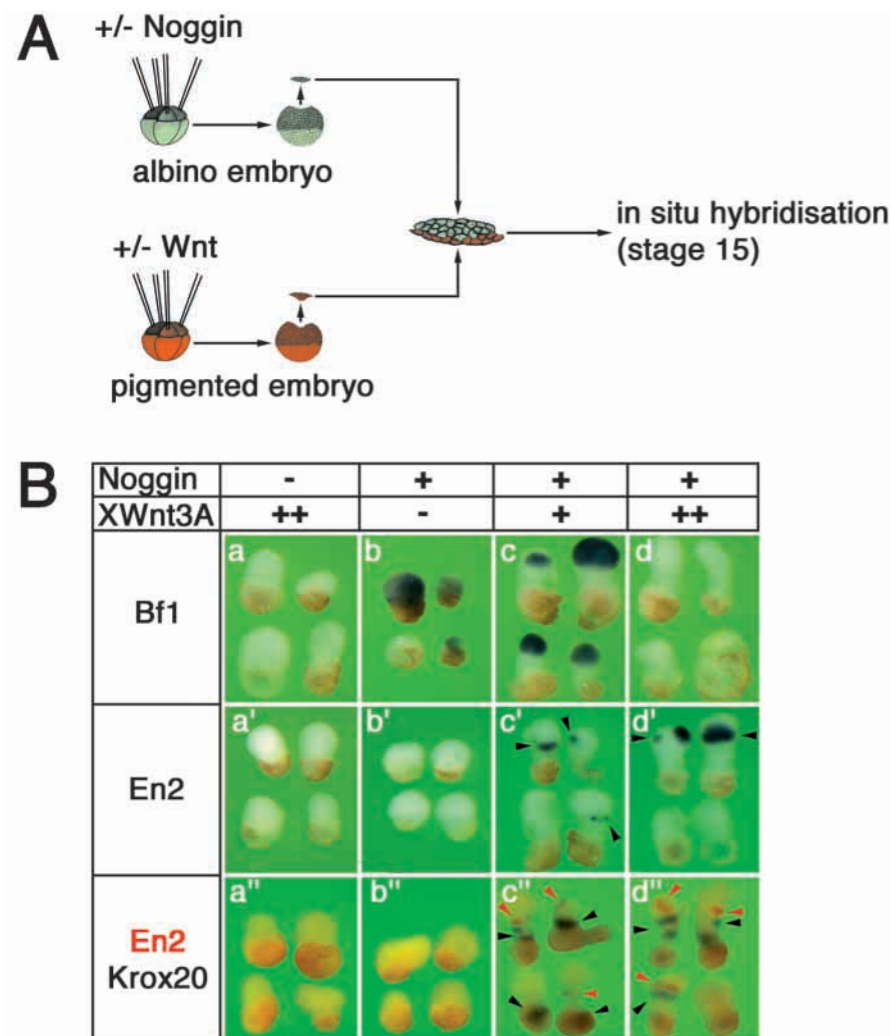 A
+/- Noggin
albino embryo
in situ hybridisation
(stage 15)
+/- Wnt
pigmented embryo
B
Noggin - + + +
XWnt3A ++ - + ++
Bf1 a b c d
En2 a' b' c' d'
En2 a" b" c" d"
Krox20